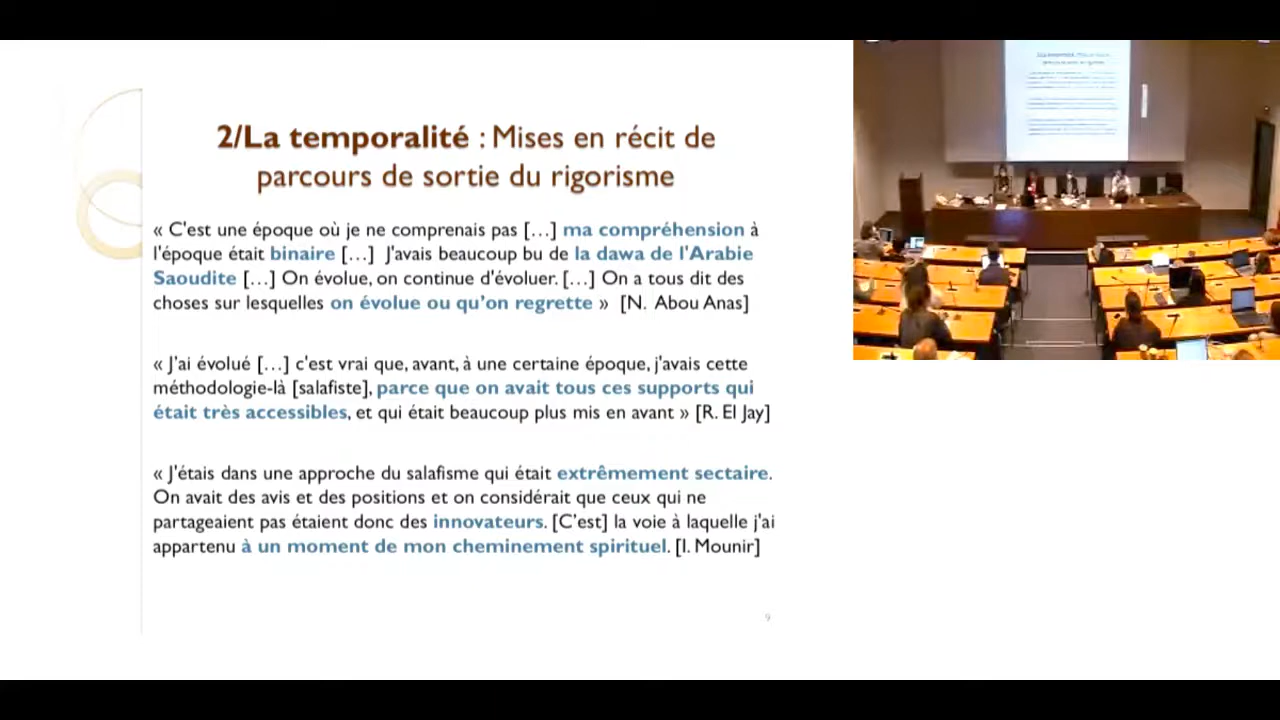 2/La temporalité : Mises en récit de
parcours de sortie du rigorisme
« C'est une époque où je ne comprenais pas […] ma compréhension à
l'époque était binaire […] J'avais beaucoup bu de la dawa de l'Arabie
Saoudite […] On évolue, on continue d'évoluer. […] On a tous dit des
choses sur lesquelles on évolue ou qu’on regrette » [N. Abou Anas]
« J’ai évolué […] c'est vrai que, avant, à une certaine époque, j'avais cette
méthodologie-là [salafiste], parce que on avait tous ces supports qui
était très accessibles, et qui était beaucoup plus mis en avant » [R. El Jay]
« J'étais dans une approche du salafisme qui était extrêmement sectaire.
On avait des avis et des positions et on considérait que ceux qui ne
partageaient pas étaient donc des innovateurs. [C’est] la voie à laquelle j'ai
appartenu à un moment de mon cheminement spirituel. [I. Mounir]
9